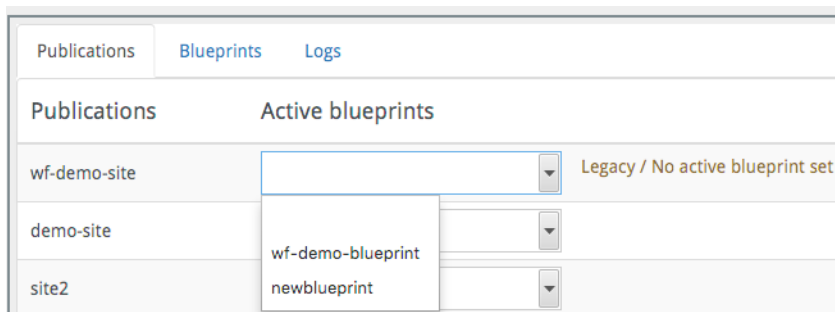 Publications Blueprints Logs
Publications Active blueprints
wf-demo-site Legacy / No active blueprint set
demo-site
wf-demo-blueprint
site2 newblueprint